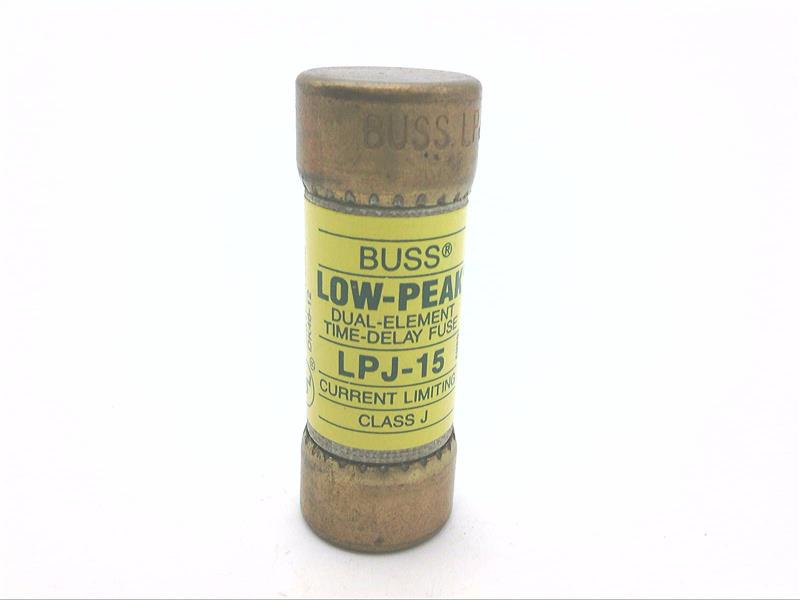 BUSS LP
BUSS®
LOW-PEAK
DUAL-ELEMENT
TIME-DELAY FUSE
LPJ-15
CURRENT LIMITING
CLASS J